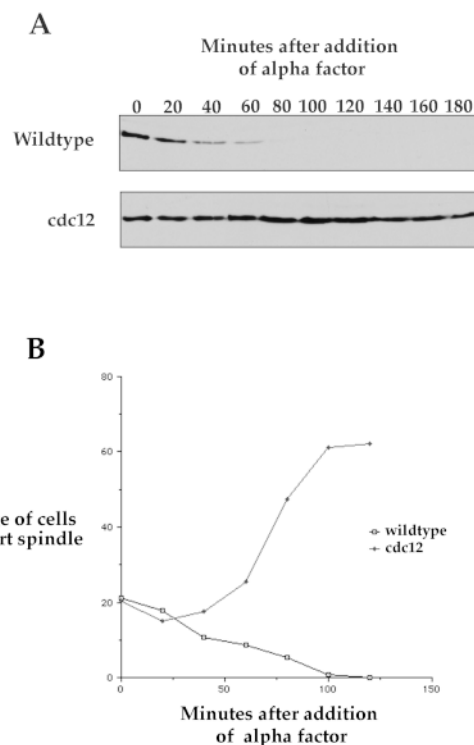 A
Minutes after addition
of alpha factor
0 20 40 60 80 100 120 140 160 180
Wildtype
cdc12
B
80
60
40
20
0
e of cells
rt spindle
wildtype
cdc12
0 50 100 150
Minutes after addition
of alpha factor